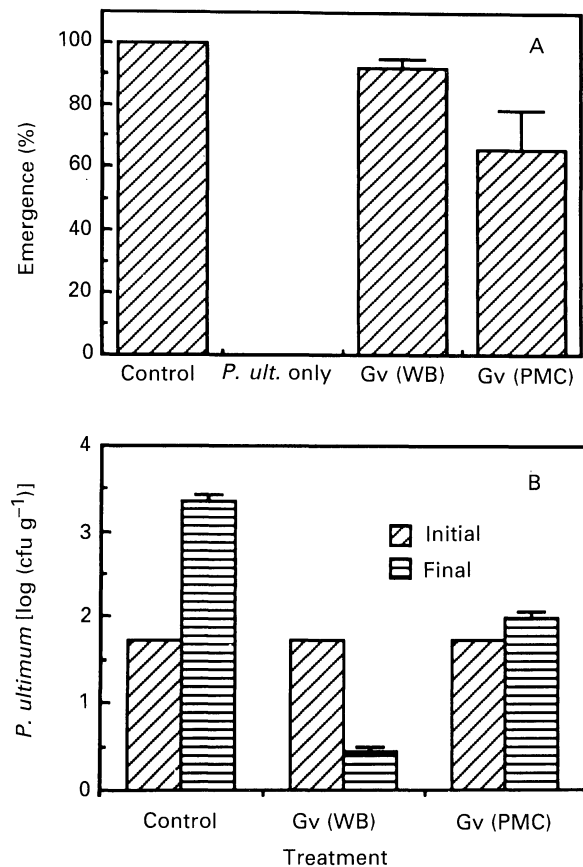 A
Emergence (%)
100
80
60
40
20
0
Control P. ult. only Gv (WB) Gv (PMC)
B
P. ultimum [log (cfu g⁻¹)]
4
3
2
1
0
Initial
Final
Control Gv (WB) Gv (PMC)
Treatment